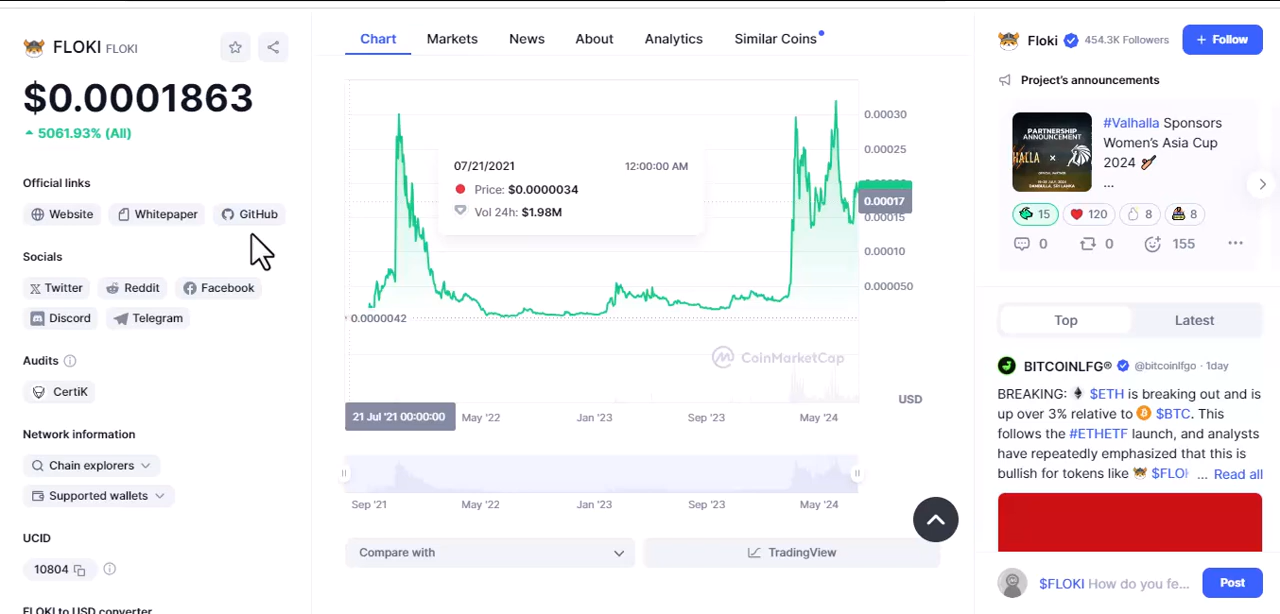 FLOKI FLOKI
$0.0001863
5061.93% (All)
Official links
Website
Whitepaper
GitHub
Socials
Twitter
Reddit
Facebook
Discord
Telegram
Audits
CertiK
Network information
Chain explorers
Supported wallets
UCID
10804
FLOKI to USD converter
Chart
Markets
News
About
Analytics
Similar Coins
07/21/2021 12:00:00 AM
Price: $0.0000034
Vol 24h: $1.98M
0.00030
0.00025
0.00017
0.00015
0.00010
0.000050
0.0000042
CoinMarketCap
USD
21 Jul '21 00:00:00
May '22
Jan '23
Sep '23
May '24
Sep '21
May '22
Jan '23
Sep '23
May '24
Compare with
TradingView
Floki 454.3K Followers
+ Follow
Project's announcements
PARTNERSHIP
ANNOUNCEMENT
#Valhalla Sponsors
Women's Asia Cup
2024
...
15
120
8
8
0
0
155
Top
Latest
BITCOINLFG® @bitcoinlfgo · 1day
BREAKING: $ETH is breaking out and is
up over 3% relative to $BTC. This
follows the #ETHETF launch, and analysts
have repeatedly emphasized that this is
bullish for tokens like $FLOK ... Read all
$FLOKI How do you fe...
Post